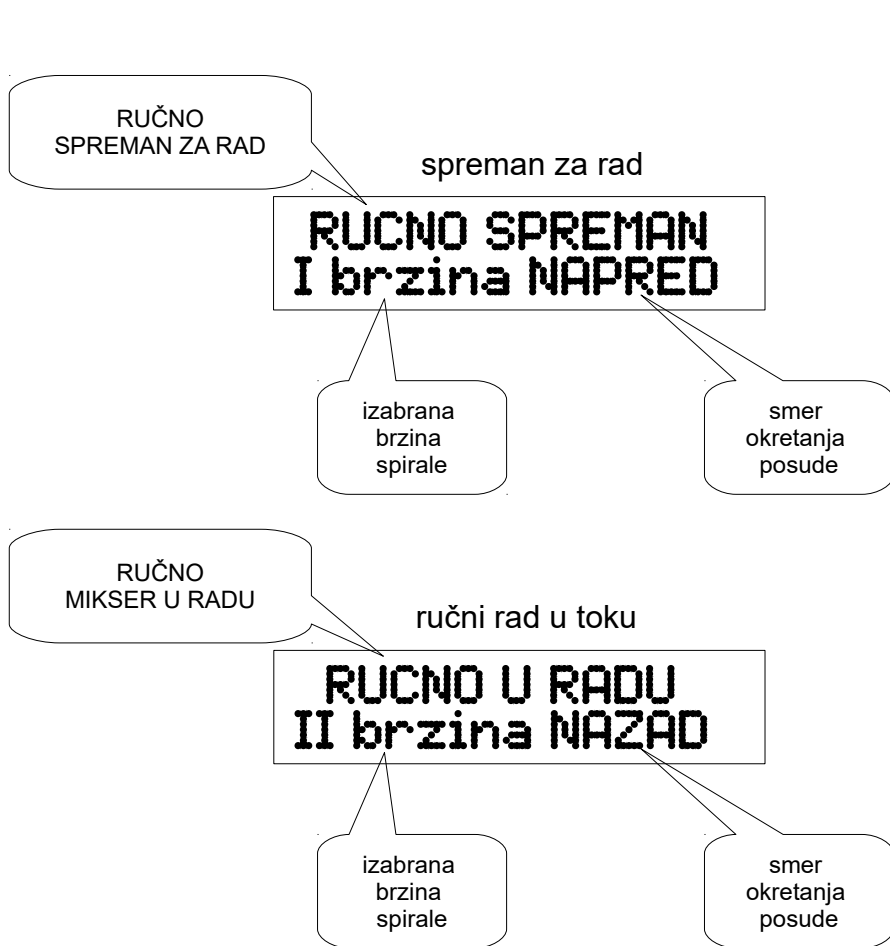 RUČNO
SPREMAN ZA RAD
spreman za rad
RUCNO SPREMAN
I brzina NAPRED
izabrana
brzina
spirale
smer
okretanja
posude
RUČNO
MIKSER U RADU
ručni rad u toku
RUCNO U RADU
II brzina NAZAD
izabrana
brzina
spirale
smer
okretanja
posude